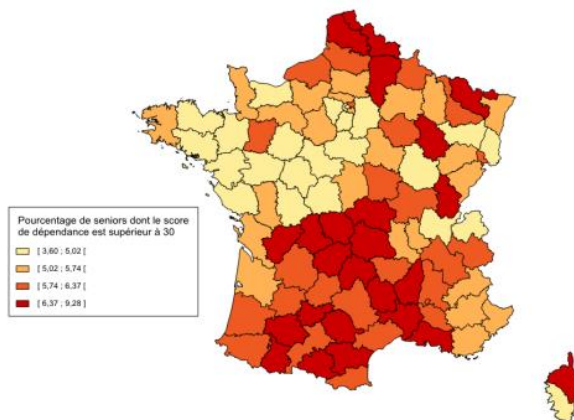 Pourcentage de seniors dont le score
de dépendance est supérieur à 30
[ 3,60 ; 5,02 [
[ 5,02 ; 5,74 [
[ 5,74 ; 6,37 [
[ 6,37 ; 9,28 ]